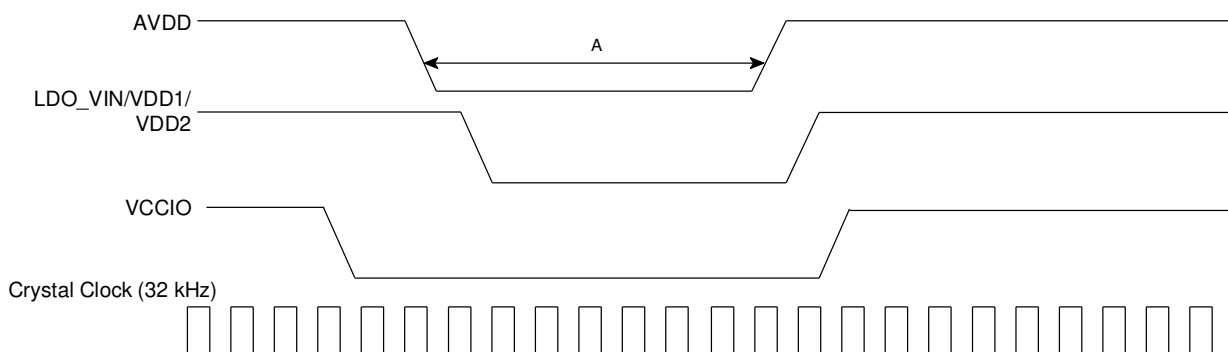 AVDD
A
LDO_VIN/VDD1/
VDD2
VCCIO
Crystal Clock (32 kHz)